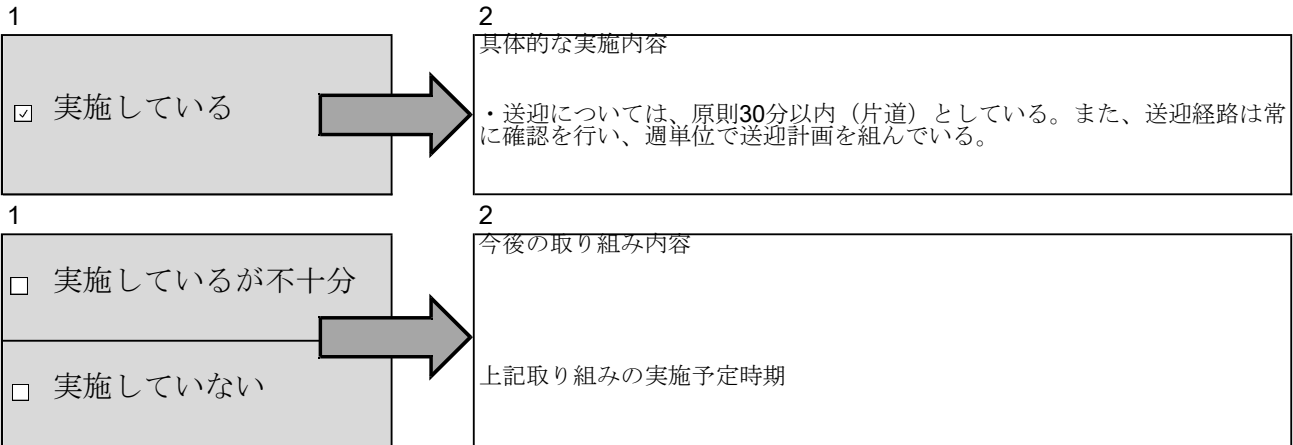 1
2
☑ 実施している
具体的な実施内容
・送迎については、原則30分以内（片道）としている。また、送迎経路は常
に確認を行い、週単位で送迎計画を組んでいる。
1
2
□ 実施しているが不十分
今後の取り組み内容
□ 実施していない
上記取り組みの実施予定時期